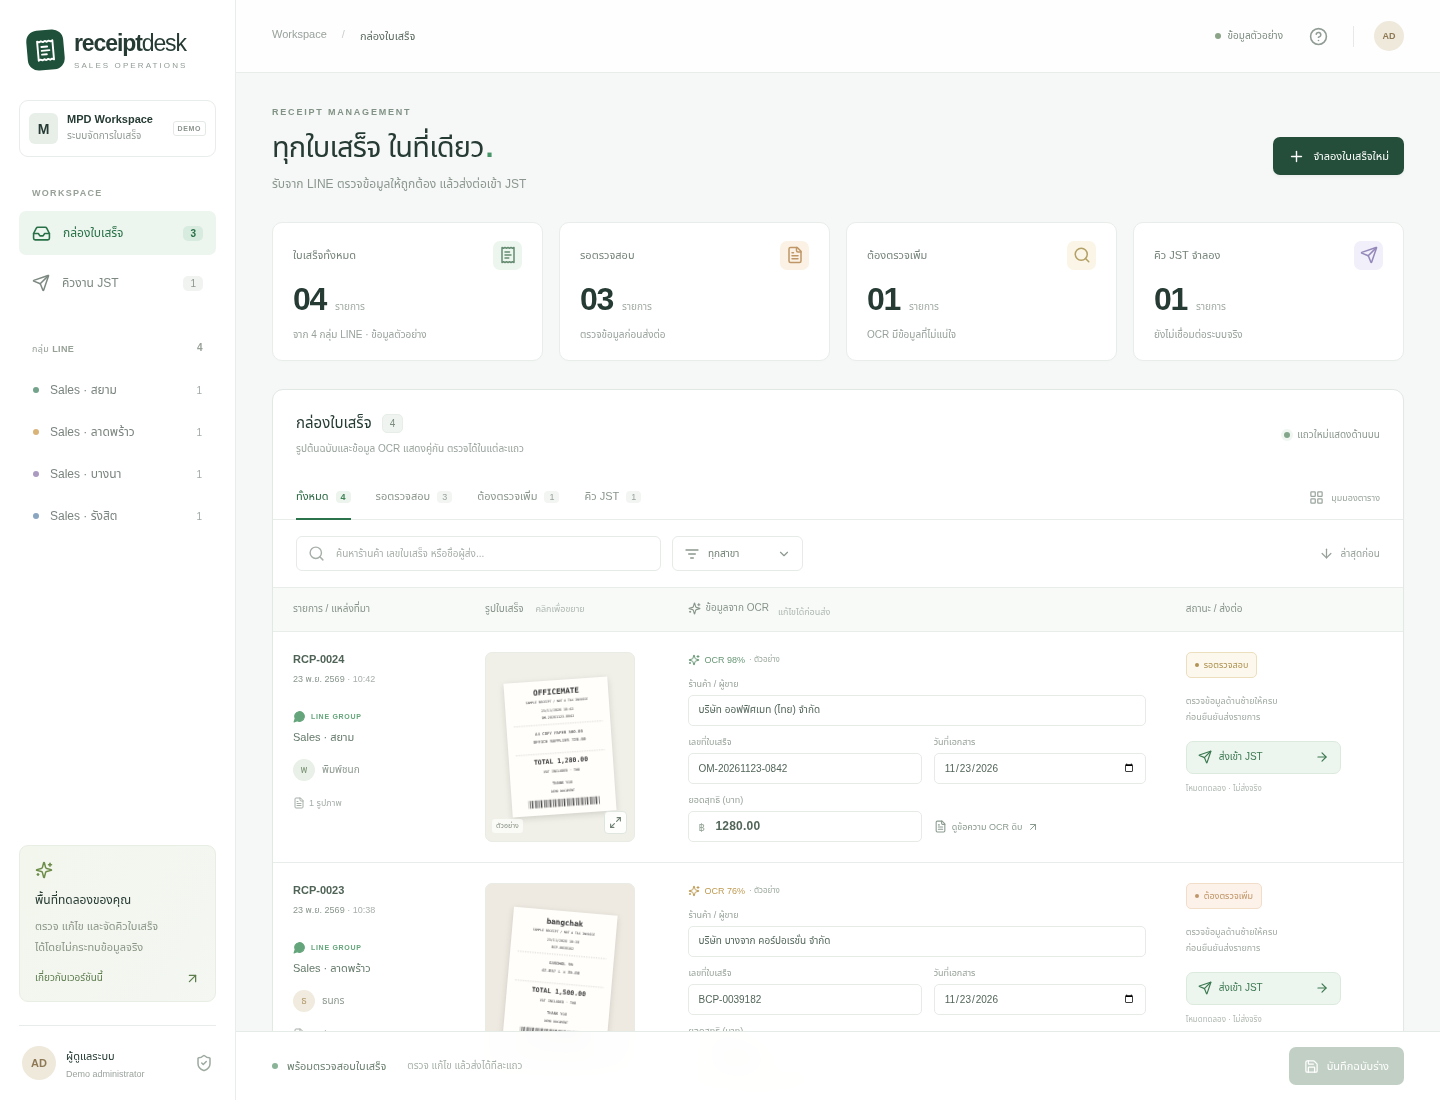 receiptdesk
SALES OPERATIONS
M
MPD Workspace
ระบบจัดการใบเสร็จ
DEMO
WORKSPACE
กล่องใบเสร็จ 3
คิวงาน JST 1
กลุ่ม LINE 4
Sales · สยาม 1
Sales · ลาดพร้าว 1
Sales · บางนา 1
Sales · รังสิต 1
พื้นที่ทดลองของคุณ
ตรวจ แก้ไข และจัดคิวใบเสร็จ
ได้โดยไม่กระทบข้อมูลจริง
เกี่ยวกับเวอร์ชันนี้
AD
ผู้ดูแลระบบ
Demo administrator
Workspace / กล่องใบเสร็จ
ข้อมูลตัวอย่าง
AD
RECEIPT MANAGEMENT
ทุกใบเสร็จ ในที่เดียว.
รับจาก LINE ตรวจข้อมูลให้ถูกต้อง แล้วส่งต่อเข้า JST
จำลองใบเสร็จใหม่
ใบเสร็จทั้งหมด
04 รายการ
จาก 4 กลุ่ม LINE · ข้อมูลตัวอย่าง
รอตรวจสอบ
03 รายการ
ตรวจข้อมูลก่อนส่งต่อ
ต้องตรวจเพิ่ม
01 รายการ
OCR มีข้อมูลที่ไม่แน่ใจ
คิว JST จำลอง
01 รายการ
ยังไม่เชื่อมต่อระบบจริง
กล่องใบเสร็จ 4
รูปต้นฉบับและข้อมูล OCR แสดงคู่กัน ตรวจได้ในแต่ละแถว
แถวใหม่แสดงด้านบน
ทั้งหมด 4
รอตรวจสอบ 3
ต้องตรวจเพิ่ม 1
คิว JST 1
มุมมองตาราง
ค้นหาร้านค้า เลขใบเสร็จ หรือชื่อผู้ส่ง...
ทุกสาขา
ล่าสุดก่อน
รายการ / แหล่งที่มา
รูปใบเสร็จ คลิกเพื่อขยาย
ข้อมูลจาก OCR แก้ไขได้ก่อนส่ง
สถานะ / ส่งต่อ
RCP-0024
23 พ.ย. 2569 · 10:42
LINE GROUP
Sales · สยาม
พ พิมพ์ชนก
1 รูปภาพ
OFFICEMATE
TOTAL 1,280.00
THANK YOU
ตัวอย่าง
OCR 98% · ตัวอย่าง
ร้านค้า / ผู้ขาย
บริษัท ออฟฟิศเมท (ไทย) จำกัด
เลขที่ใบเสร็จ
OM-20261123-0842
วันที่เอกสาร
11/23/2026
ยอดสุทธิ (บาท)
฿ 1280.00
ดูข้อความ OCR ดิบ
รอตรวจสอบ
ตรวจข้อมูลด้านซ้ายให้ครบ
ก่อนยืนยันส่งรายการ
ส่งเข้า JST
โหมดทดลอง · ไม่ส่งจริง
RCP-0023
23 พ.ย. 2569 · 10:38
LINE GROUP
Sales · ลาดพร้าว
ธ ธนกร
bangchak
TOTAL 1,500.00
THANK YOU
OCR 76% · ตัวอย่าง
ร้านค้า / ผู้ขาย
บริษัท บางจาก คอร์ปอเรชั่น จำกัด
เลขที่ใบเสร็จ
BCP-0039182
วันที่เอกสาร
11/23/2026
ต้องตรวจเพิ่ม
ตรวจข้อมูลด้านซ้ายให้ครบ
ก่อนยืนยันส่งรายการ
ส่งเข้า JST
โหมดทดลอง · ไม่ส่งจริง
พร้อมตรวจสอบใบเสร็จ
ตรวจ แก้ไข แล้วส่งได้ทีละแถว
บันทึกฉบับร่าง